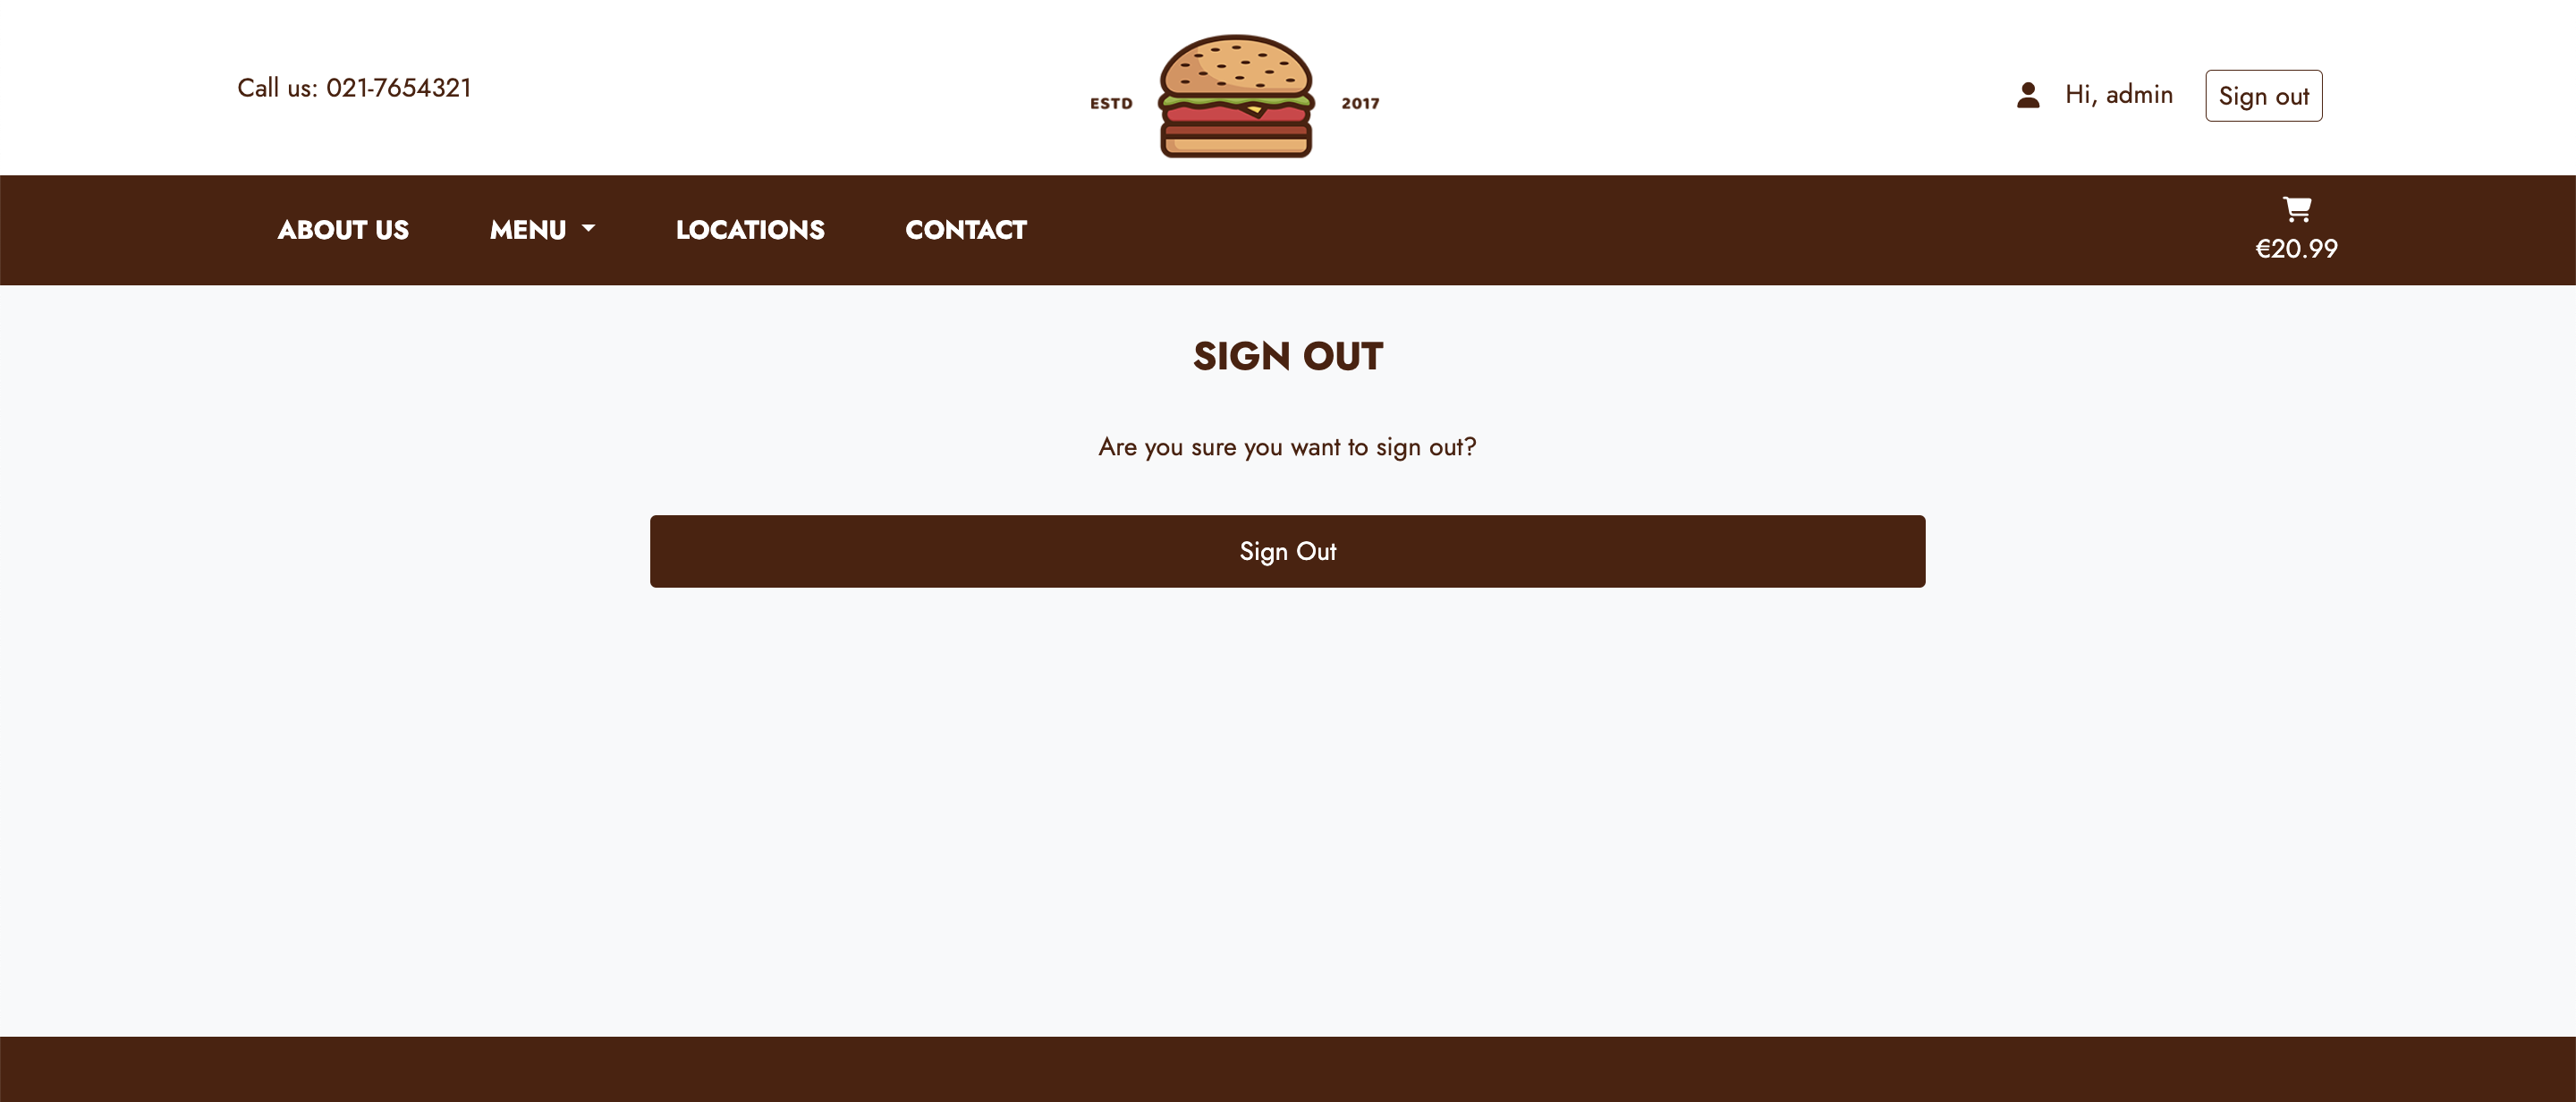 Call us: 021-7654321
ESTD 2017
Hi, admin
Sign out
ABOUT US
MENU
LOCATIONS
CONTACT
€20.99
SIGN OUT
Are you sure you want to sign out?
Sign Out